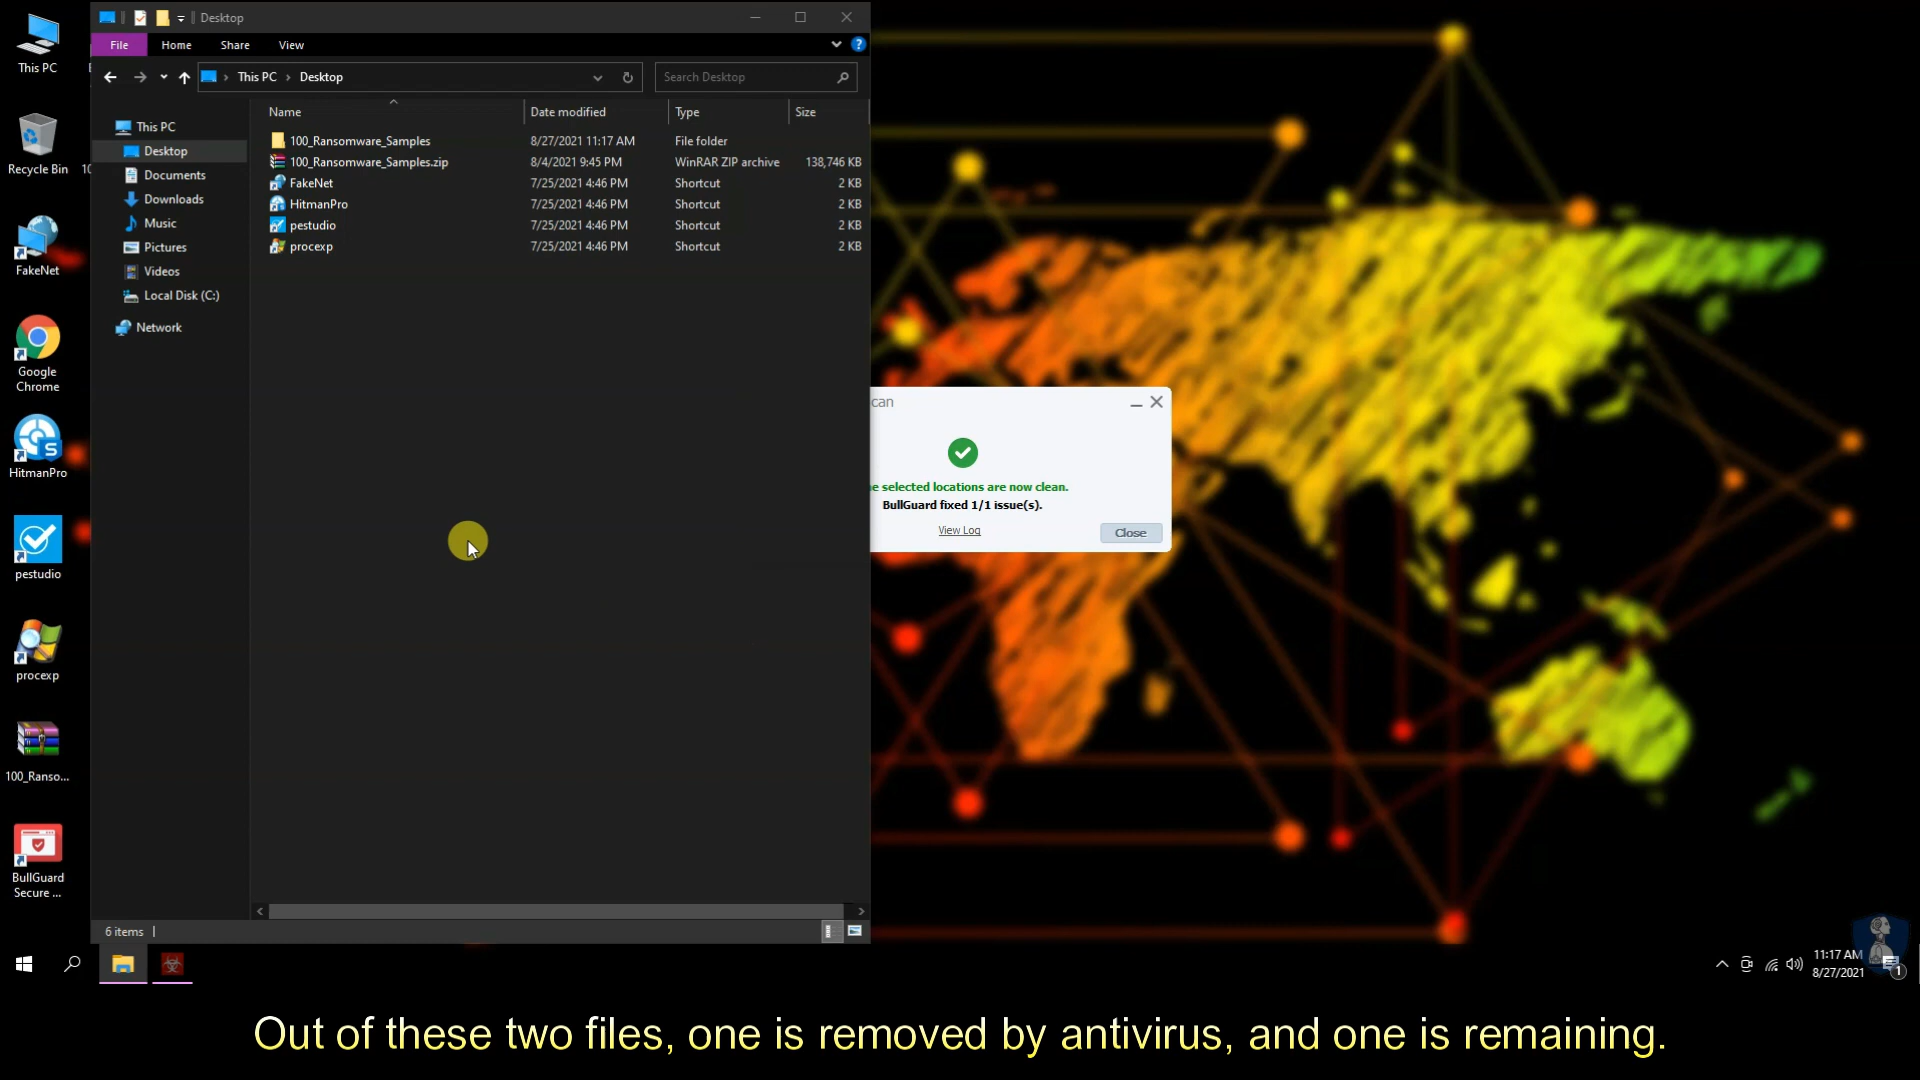 Desktop
File Home Share View
This PC Desktop
Search Desktop
Name Date modified Type Size
100_Ransomware_Samples 8/27/2021 11:17 AM File folder
100_Ransomware_Samples.zip 8/4/2021 9:45 PM WinRAR ZIP archive 138,746 KB
FakeNet 7/25/2021 4:46 PM Shortcut 2 KB
HitmanPro 7/25/2021 4:46 PM Shortcut 2 KB
pestudio 7/25/2021 4:46 PM Shortcut 2 KB
procexp 7/25/2021 4:46 PM Shortcut 2 KB
This PC
Desktop
Documents
Downloads
Music
Pictures
Videos
Local Disk (C:)
Network
6 items
This PC
Recycle Bin
FakeNet
Google
Chrome
HitmanPro
pestudio
procexp
100_Ranso...
BullGuard
Secure ...
can
e selected locations are now clean.
BullGuard fixed 1/1 issue(s).
View Log
Close
11:17 AM
8/27/2021
1
Out of these two files, one is removed by antivirus, and one is remaining.